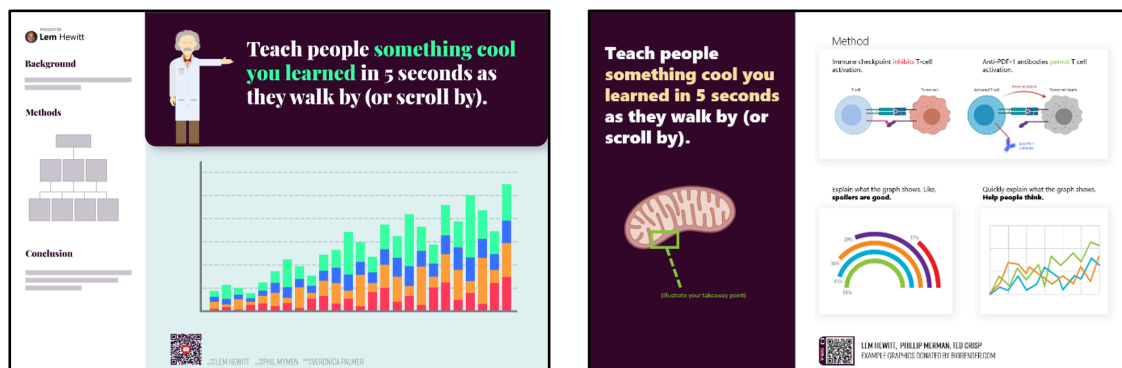 PRESENTER
Lem Hewitt
Background
Methods
Conclusion
Teach people something cool
you learned in 5 seconds as
they walk by (or scroll by).
LEM HEWITT PHIL MYMEN VERONICA PALMER
Teach people
something cool you
learned in 5 seconds
as they walk by (or
scroll by).
(illustrate your takeaway point)
Method
Immune checkpoint inhibits T-cell
activation.
T cell
Tumor cell
Anti-PDF-1 antibodies permit T cell
activation.
Activated T cell
Tumor cell death
Explain what the graph shows. Like,
spoilers are good.
Quickly explain what the graph shows.
Help people think.
LEM HEWITT, PHILLIP MERMAN, TED CRISP
EXAMPLE GRAPHICS DONATED BY BIORENDER.COM